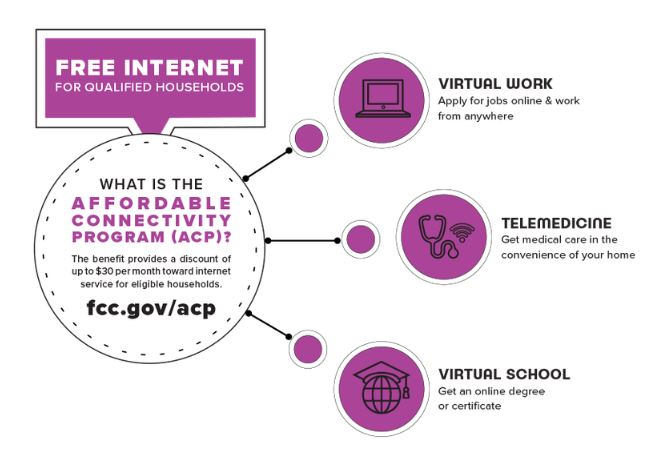 FREE INTERNET
FOR QUALIFIED HOUSEHOLDS
WHAT IS THE
AFFORDABLE
CONNECTIVITY
PROGRAM (ACP)?
The benefit provides a discount of
up to $30 per month toward internet
service for eligible households.
fcc.gov/acp
VIRTUAL WORK
Apply for jobs online & work
from anywhere
TELEMEDICINE
Get medical care in the
convenience of your home
VIRTUAL SCHOOL
Get an online degree
or certificate